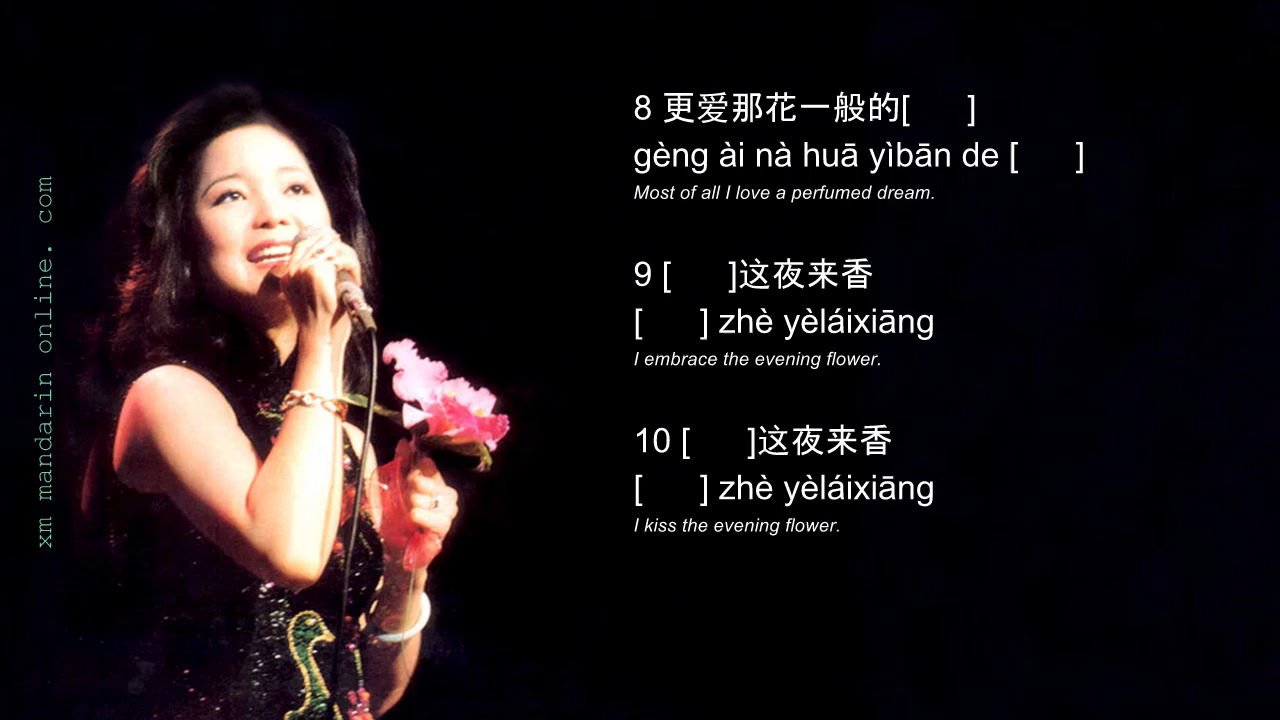 xm mandarin online. com
8 更爱那花一般的[      ]
gèng ài nà huā yìbān de [      ]
Most of all I love a perfumed dream.
9 [      ]这夜来香
[      ] zhè yèláixiāng
I embrace the evening flower.
10 [      ]这夜来香
[      ] zhè yèláixiāng
I kiss the evening flower.